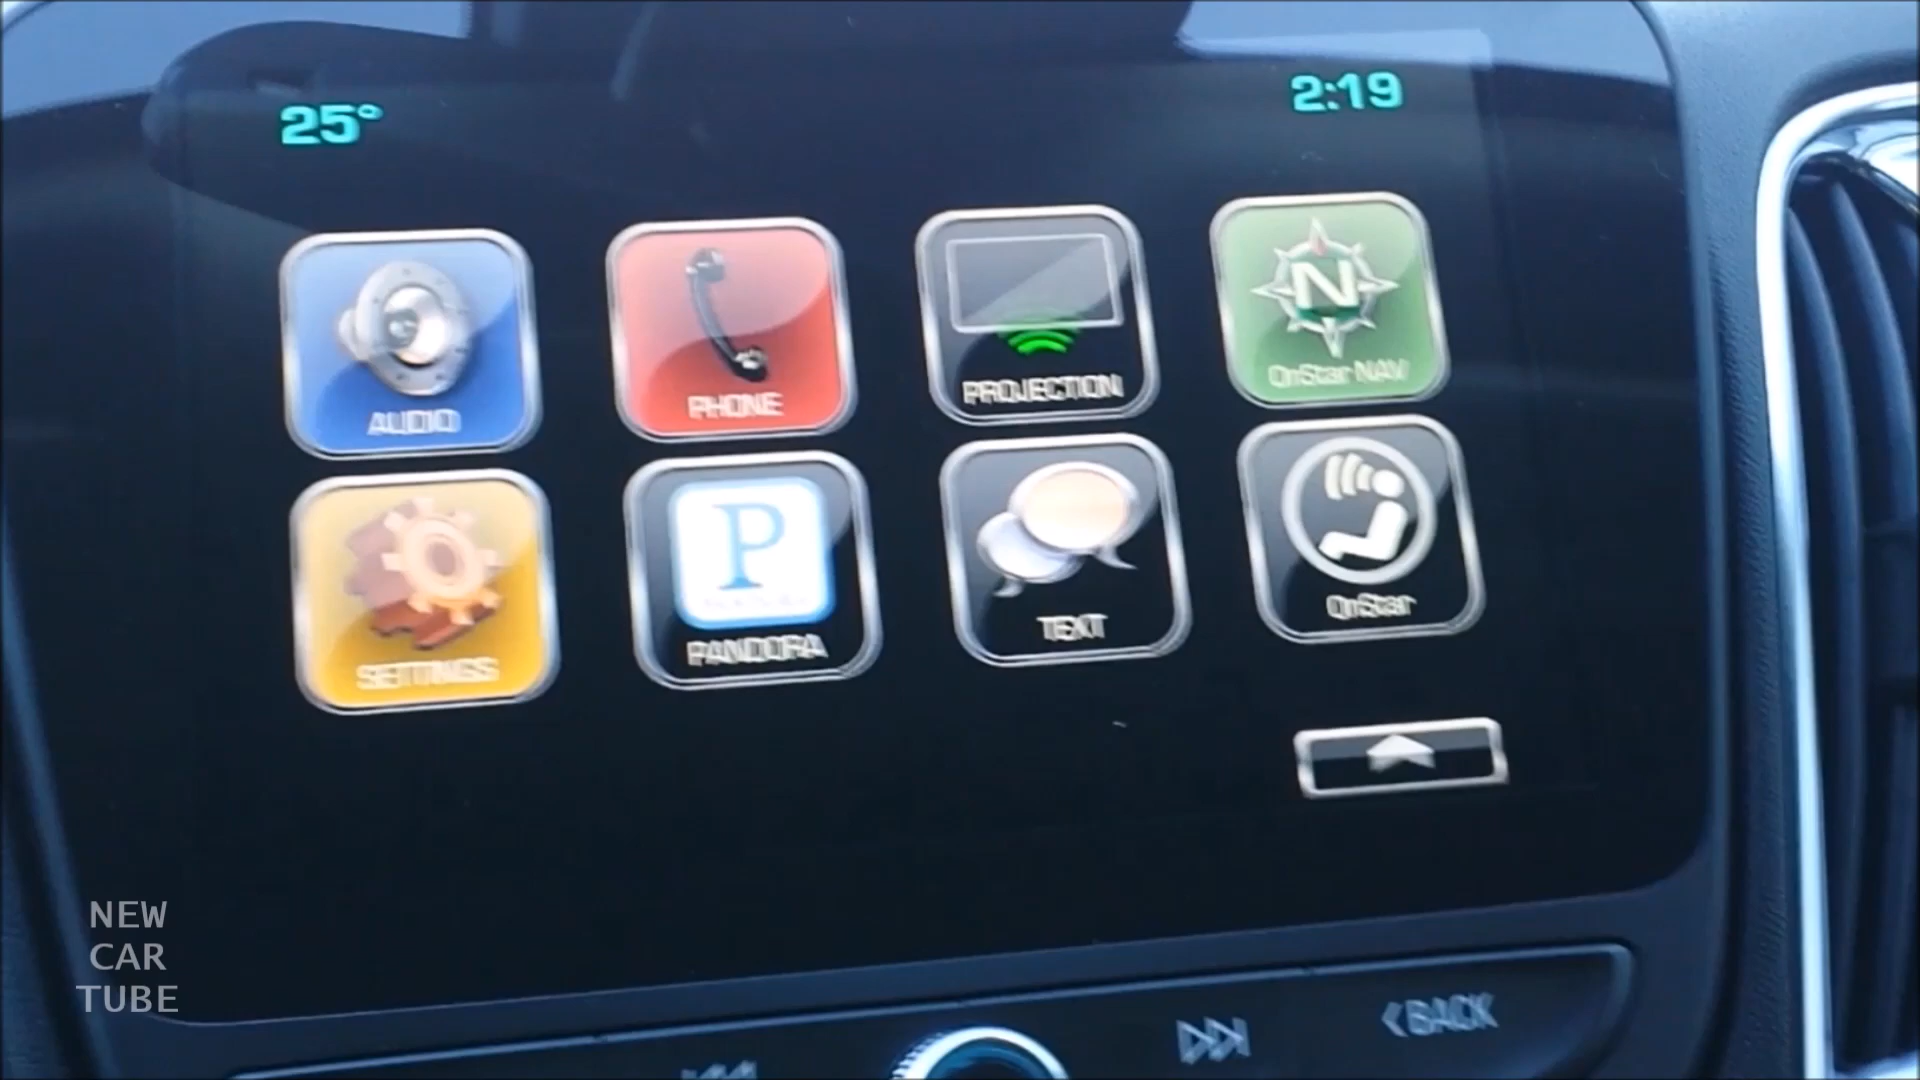 25°
2:19
AUDIO
PHONE
PROJECTION
N
OnStar NAV
SETTINGS
P
PANDORA
TEXT
OnStar
BACK
NEW
CAR
TUBE